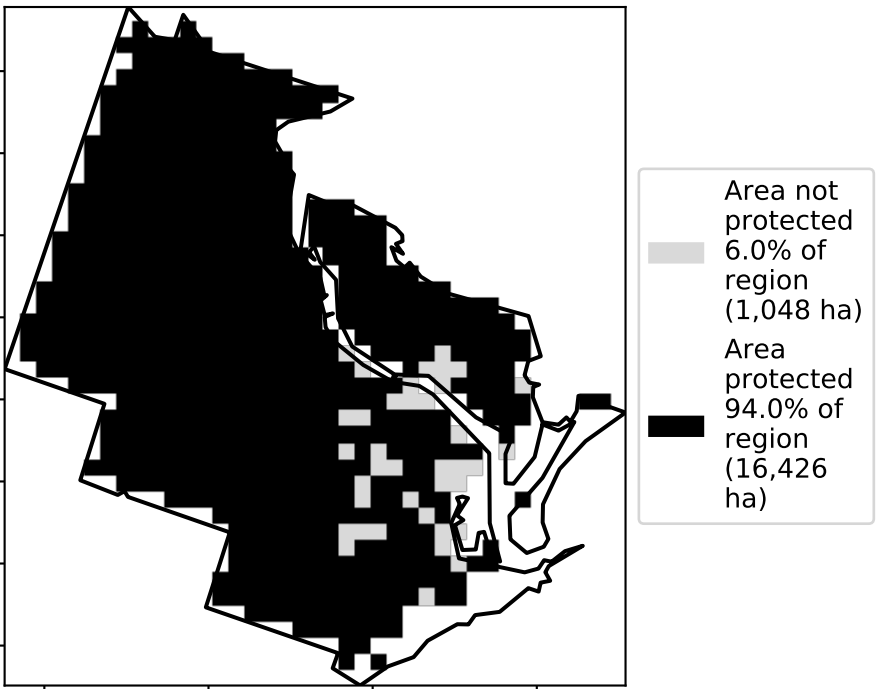 Area not
protected
6.0% of
region
(1,048 ha)
Area
protected
94.0% of
region
(16,426
ha)